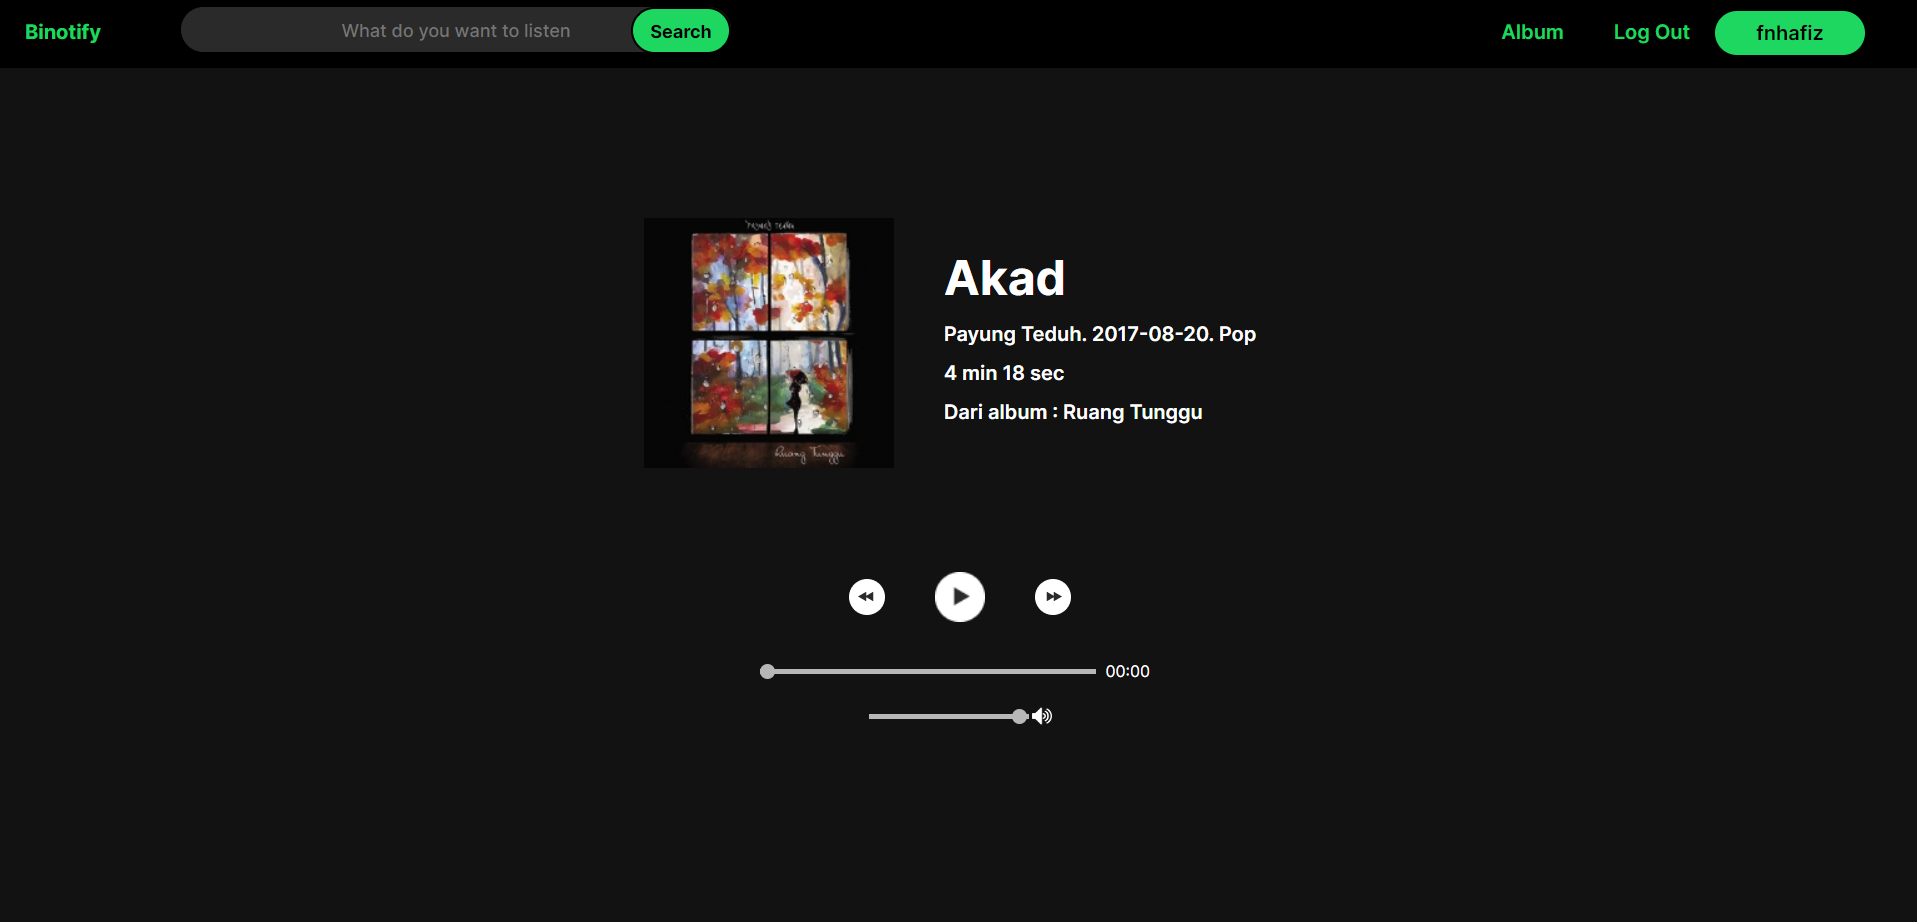 Binotify
What do you want to listen
Search
Album
Log Out
fnhafiz
PAYUNG TEDUH
Ruang Tunggu
Akad
Payung Teduh. 2017-08-20. Pop
4 min 18 sec
Dari album : Ruang Tunggu
00:00